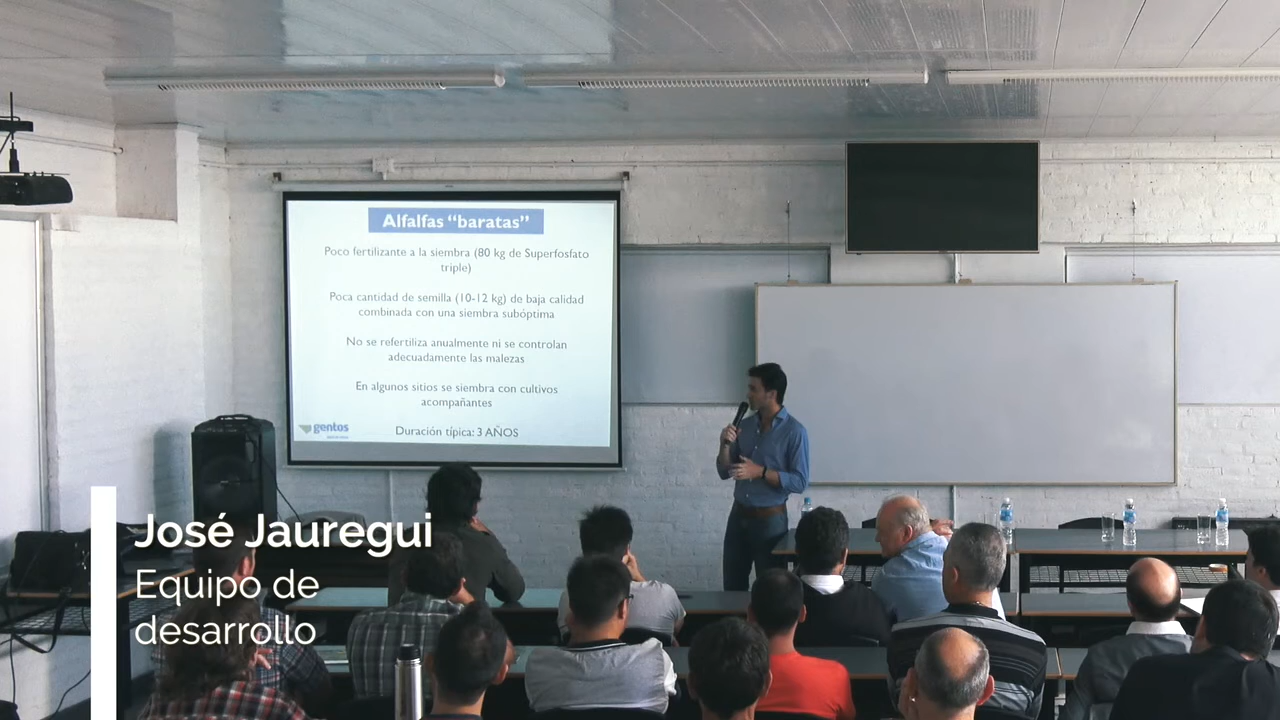 Alfalfas “baratas”
Poco fertilizante a la siembra (80 kg de Superfosfato
triple)
Poca cantidad de semilla (10-12 kg) de baja calidad
combinada con una siembra subóptima
No se refertiliza anualmente ni se controlan
adecuadamente las malezas
En algunos sitios se siembra con cultivos
acompañantes
gentos
Duración típica: 3 AÑOS
José Jauregui
Equipo de
desarrollo